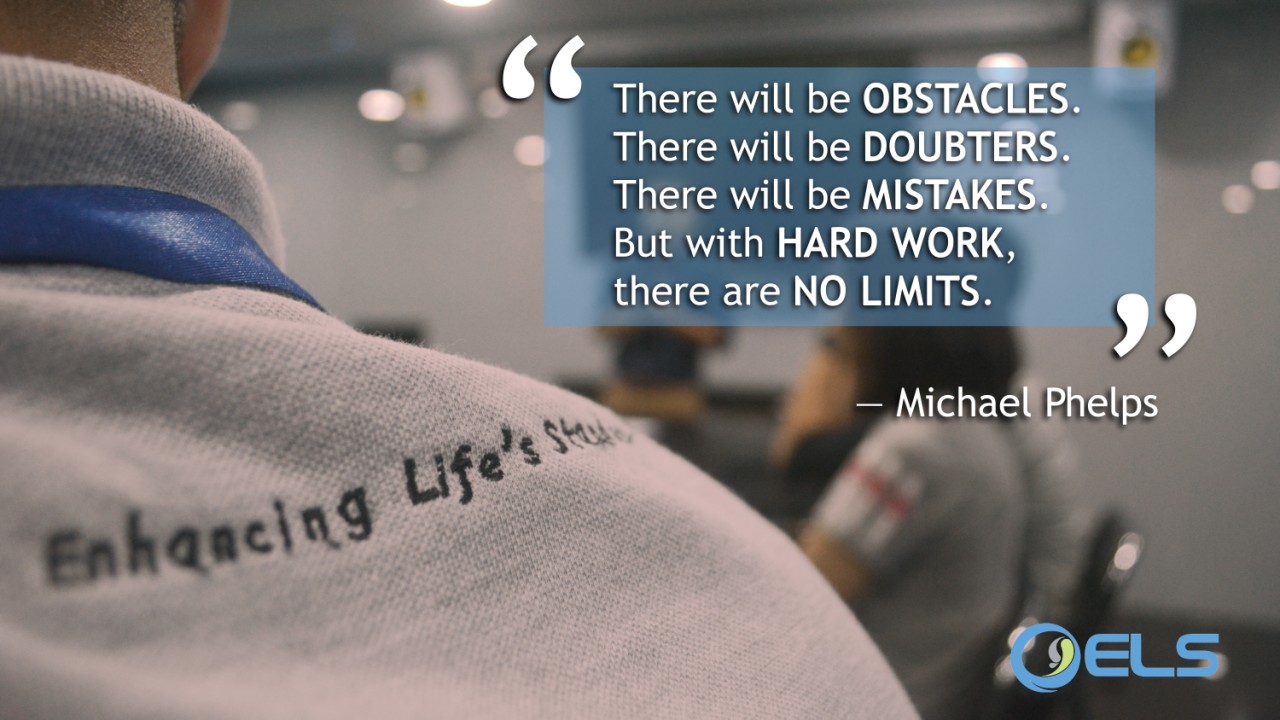 “There will be OBSTACLES.
There will be DOUBTERS.
There will be MISTAKES.
But with HARD WORK,
there are NO LIMITS.”
— Michael Phelps
Enhancing Life's
ELS